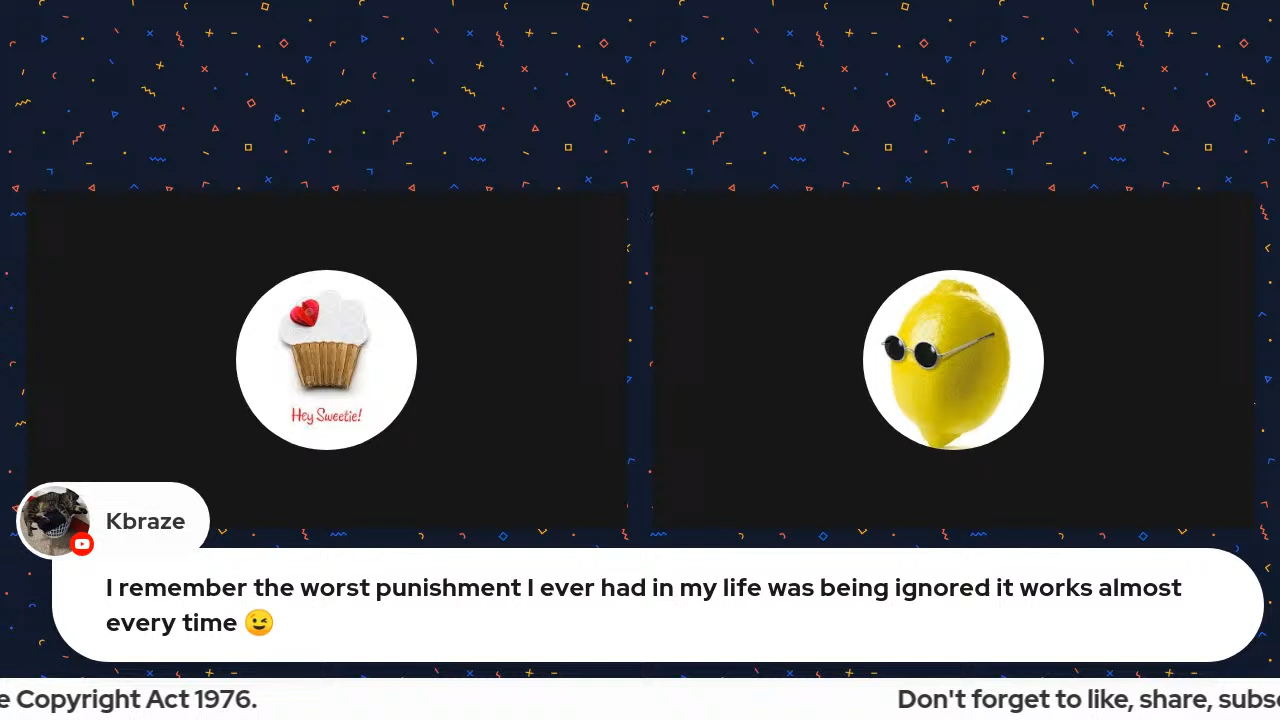 Hey Sweetie!
Kbraze
I remember the worst punishment I ever had in my life was being ignored it works almost
every time 😉
e Copyright Act 1976.
Don't forget to like, share, subs